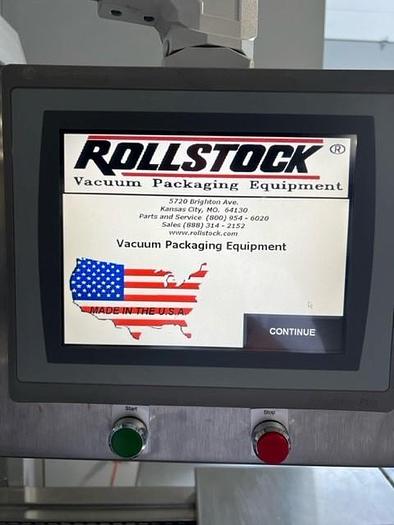 ROLLSTOCK ®
Vacuum Packaging Equipment
5720 Brighton Ave.
Kansas City, MO. 64130
Parts and Service (800) 954 - 6020
Sales (888) 314 - 2152
www.rollstock.com
Vacuum Packaging Equipment
MADE IN THE U.S.A
CONTINUE
Start
Stop